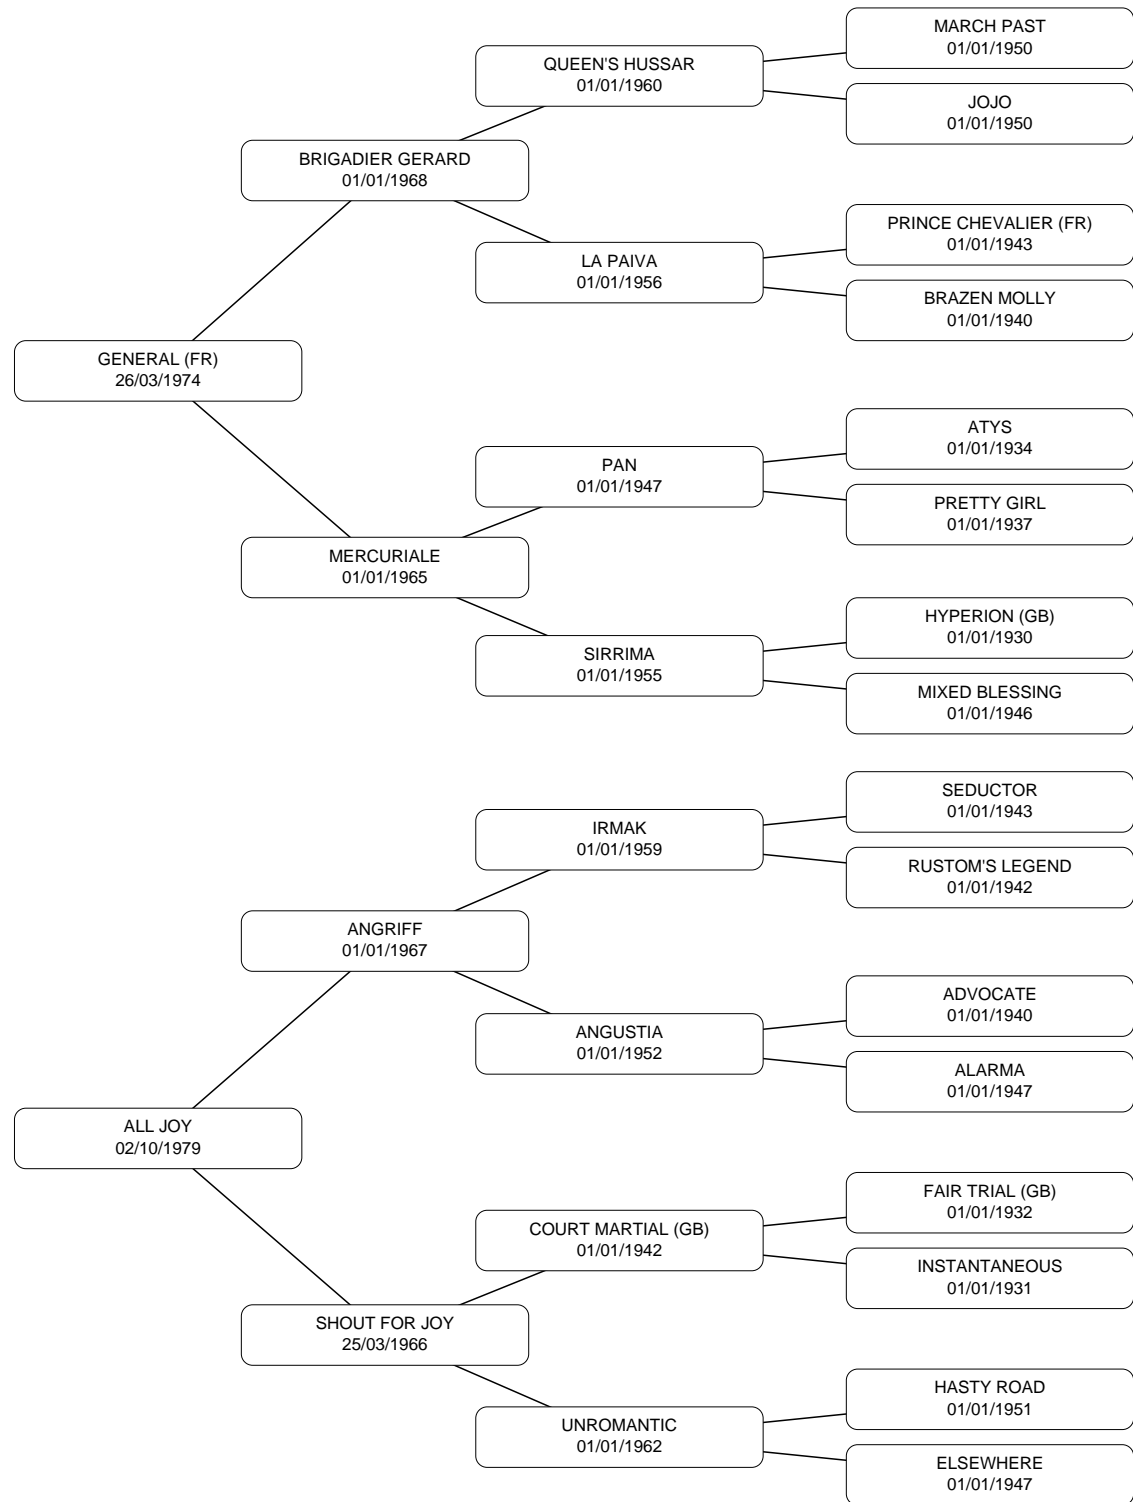 MARCH PAST
01/01/1950
QUEEN'S HUSSAR
01/01/1960
JOJO
01/01/1950
BRIGADIER GERARD
01/01/1968
PRINCE CHEVALIER (FR)
01/01/1943
LA PAIVA
01/01/1956
BRAZEN MOLLY
01/01/1940
GENERAL (FR)
26/03/1974
ATYS
01/01/1934
PAN
01/01/1947
PRETTY GIRL
01/01/1937
MERCURIALE
01/01/1965
HYPERION (GB)
01/01/1930
SIRRIMA
01/01/1955
MIXED BLESSING
01/01/1946
SEDUCTOR
01/01/1943
IRMAK
01/01/1959
RUSTOM'S LEGEND
01/01/1942
ANGRIFF
01/01/1967
ADVOCATE
01/01/1940
ANGUSTIA
01/01/1952
ALARMA
01/01/1947
ALL JOY
02/10/1979
FAIR TRIAL (GB)
01/01/1932
COURT MARTIAL (GB)
01/01/1942
INSTANTANEOUS
01/01/1931
SHOUT FOR JOY
25/03/1966
HASTY ROAD
01/01/1951
UNROMANTIC
01/01/1962
ELSEWHERE
01/01/1947